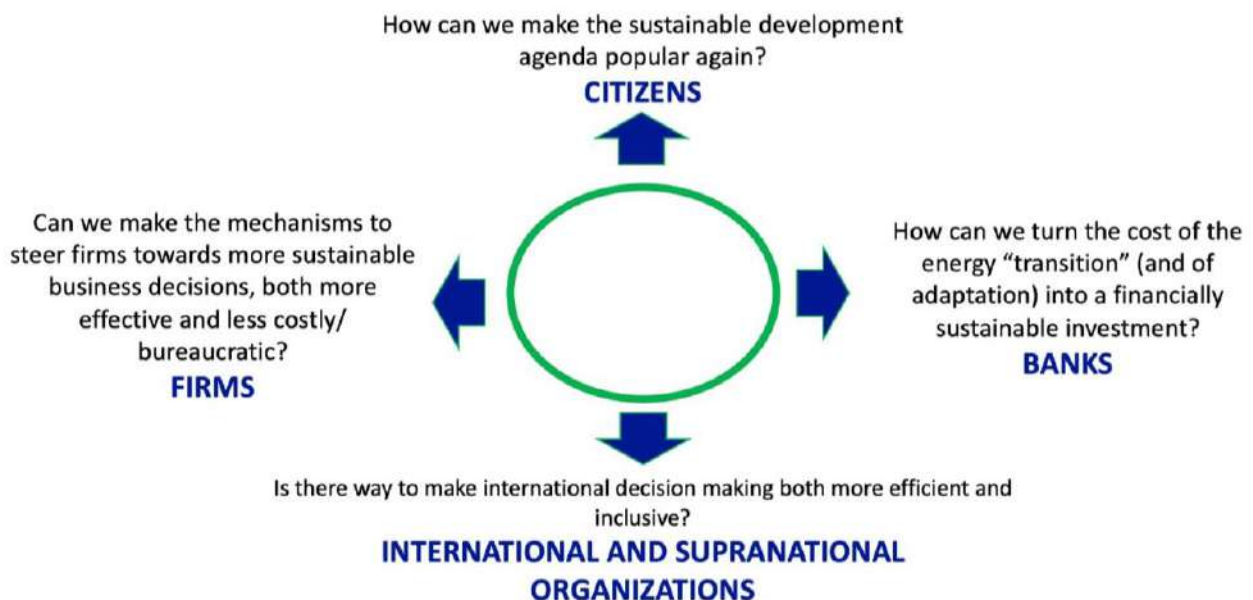 How can we make the sustainable development
agenda popular again?
CITIZENS
Can we make the mechanisms to
steer firms towards more sustainable
business decisions, both more
effective and less costly/
bureaucratic?
FIRMS
How can we turn the cost of the
energy “transition” (and of
adaptation) into a financially
sustainable investment?
BANKS
Is there way to make international decision making both more efficient and
inclusive?
INTERNATIONAL AND SUPRANATIONAL
ORGANIZATIONS